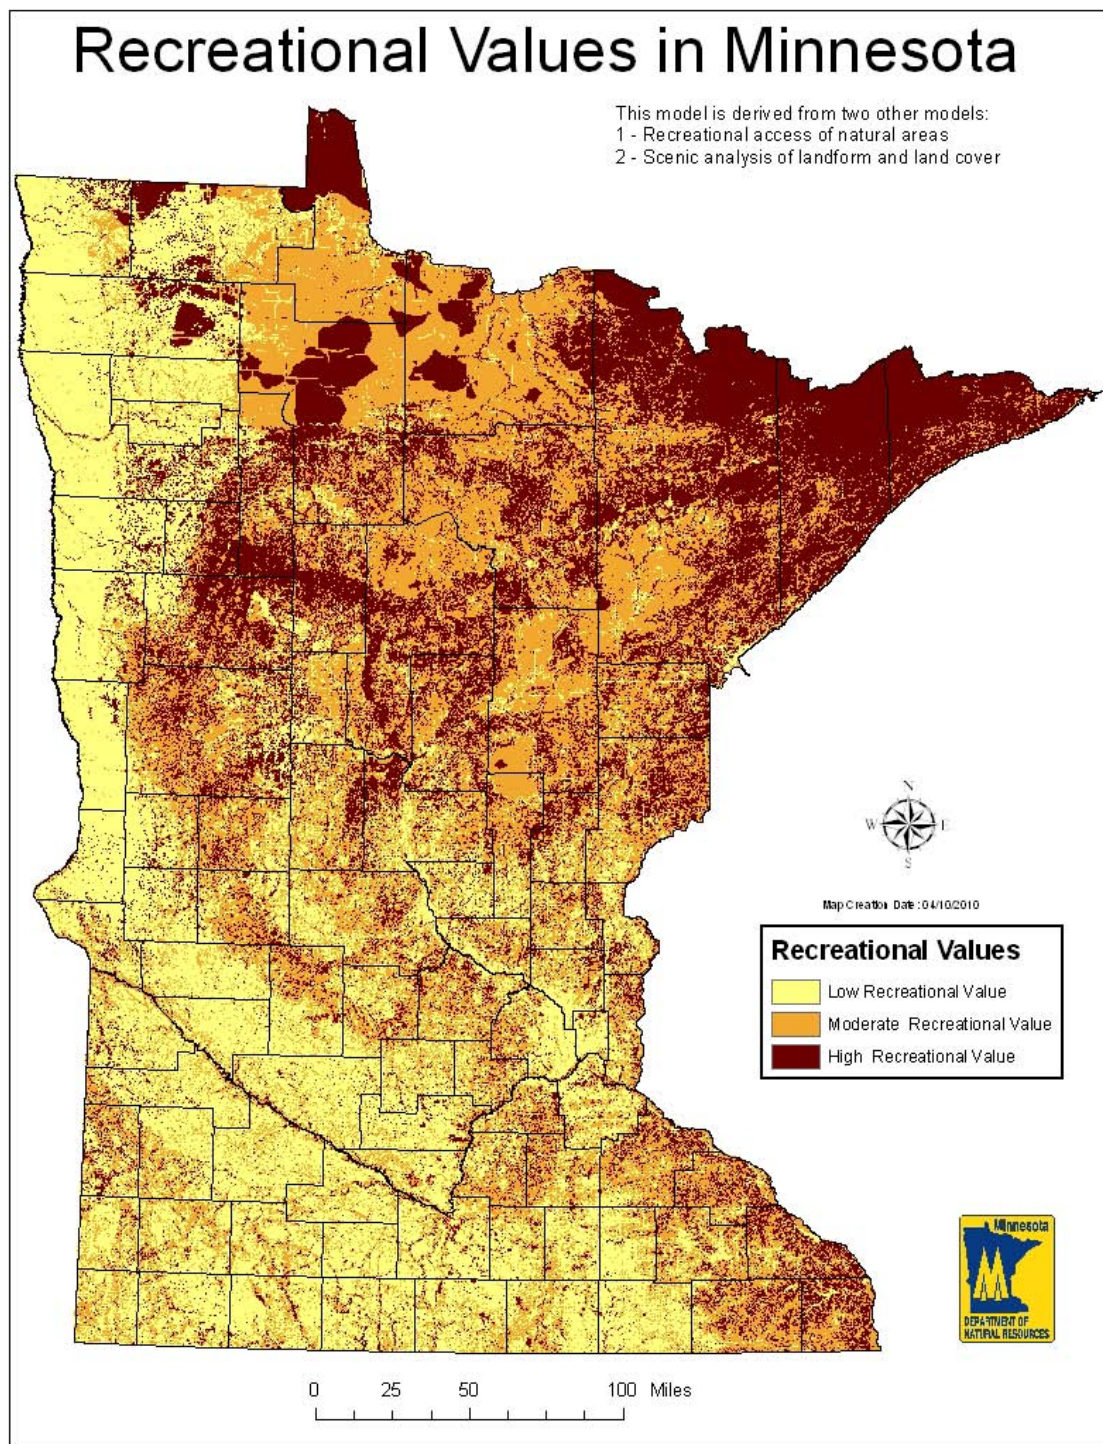 Recreational Values in Minnesota
This model is derived from two other models:
1 - Recreational access of natural areas
2 - Scenic analysis of landform and land cover
N
W E
S
Map Creation Date : 04/10/2010
Recreational Values
Low Recreational Value
Moderate Recreational Value
High Recreational Value
Minnesota
DEPARTMENT OF
NATURAL RESOURCES
0 25 50 100 Miles